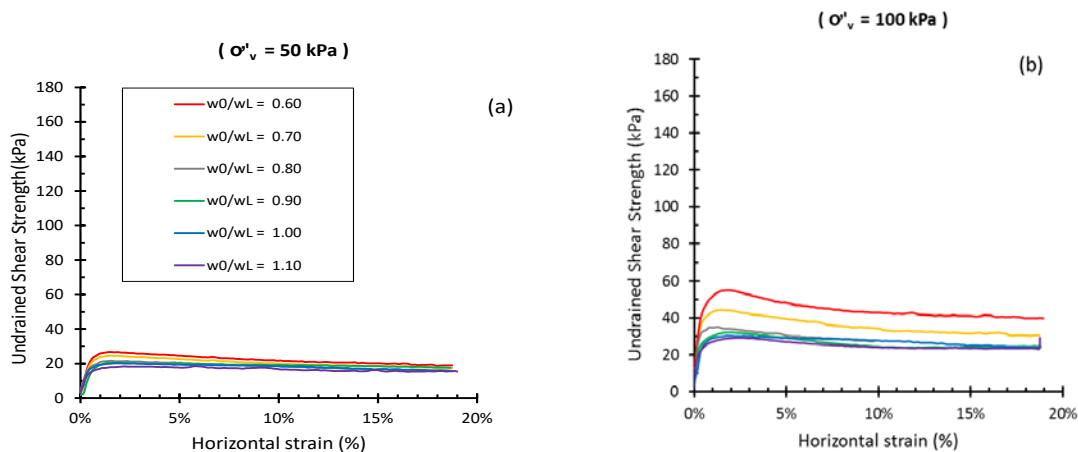 ( σ'v = 50 kPa )
(a)
Undrained Shear Strength(kPa)
180
160
140
120
100
80
60
40
20
0
w0/wL = 0.60
w0/wL = 0.70
w0/wL = 0.80
w0/wL = 0.90
w0/wL = 1.00
w0/wL = 1.10
0% 5% 10% 15% 20%
Horizontal strain (%)
( σ'v = 100 kPa )
(b)
Undrained Shear Strength (kPa)
180
160
140
120
100
80
60
40
20
0
0% 5% 10% 15% 20%
Horizontal strain (%)